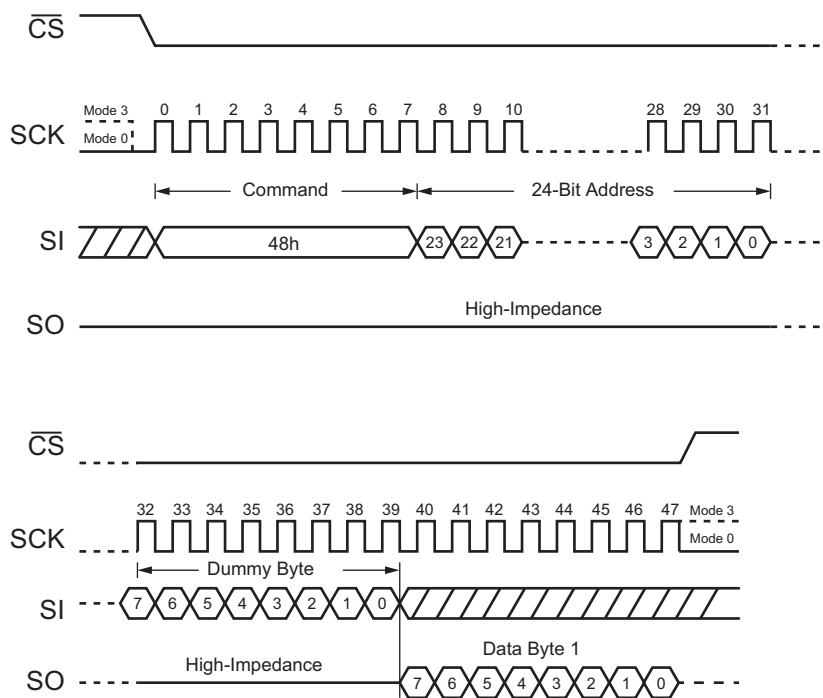 CS
Mode 3
0 1 2 3 4 5 6 7 8 9 10 28 29 30 31
SCK
Mode 0
Command 24-Bit Address
SI 48h 23 22 21 3 2 1 0
High-Impedance
SO
CS
32 33 34 35 36 37 38 39 40 41 42 43 44 45 46 47 Mode 3
SCK Mode 0
Dummy Byte
SI 7 6 5 4 3 2 1 0
Data Byte 1
High-Impedance
SO 7 6 5 4 3 2 1 0